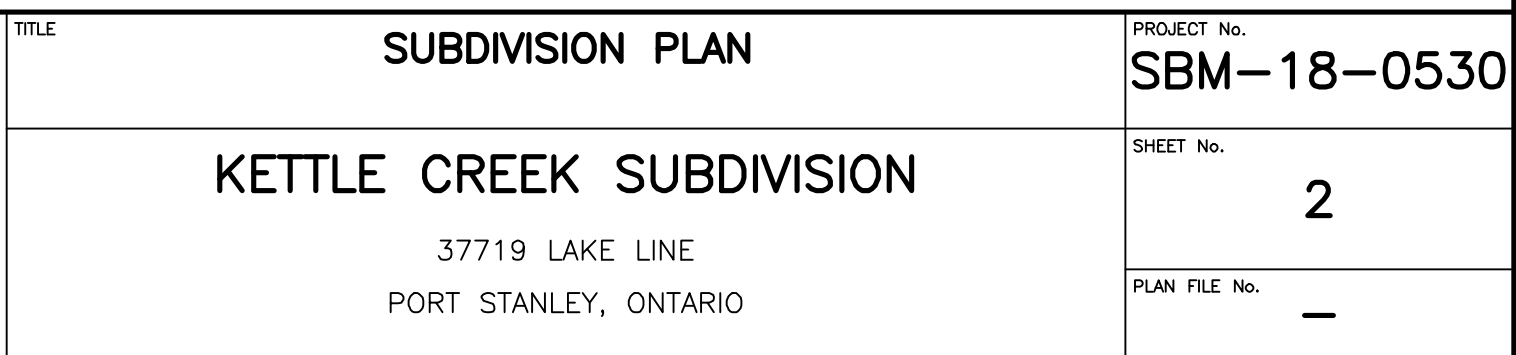 TITLE
SUBDIVISION PLAN
PROJECT No.
SBM-18-0530
KETTLE CREEK SUBDIVISION
37719 LAKE LINE
PORT STANLEY, ONTARIO
SHEET No.
2
PLAN FILE No.
-